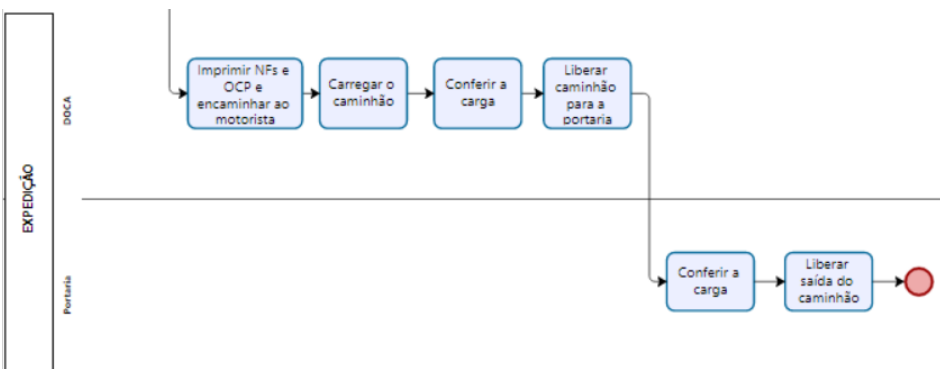 EXPEDIÇÃO
DOCA
Imprimir NFs e
OCP e
encaminhar ao
motorista
Carregar o
caminhão
Conferir a
carga
Liberar
caminhão
para a
portaria
Portaria
Conferir a
carga
Liberar
saída do
caminhão